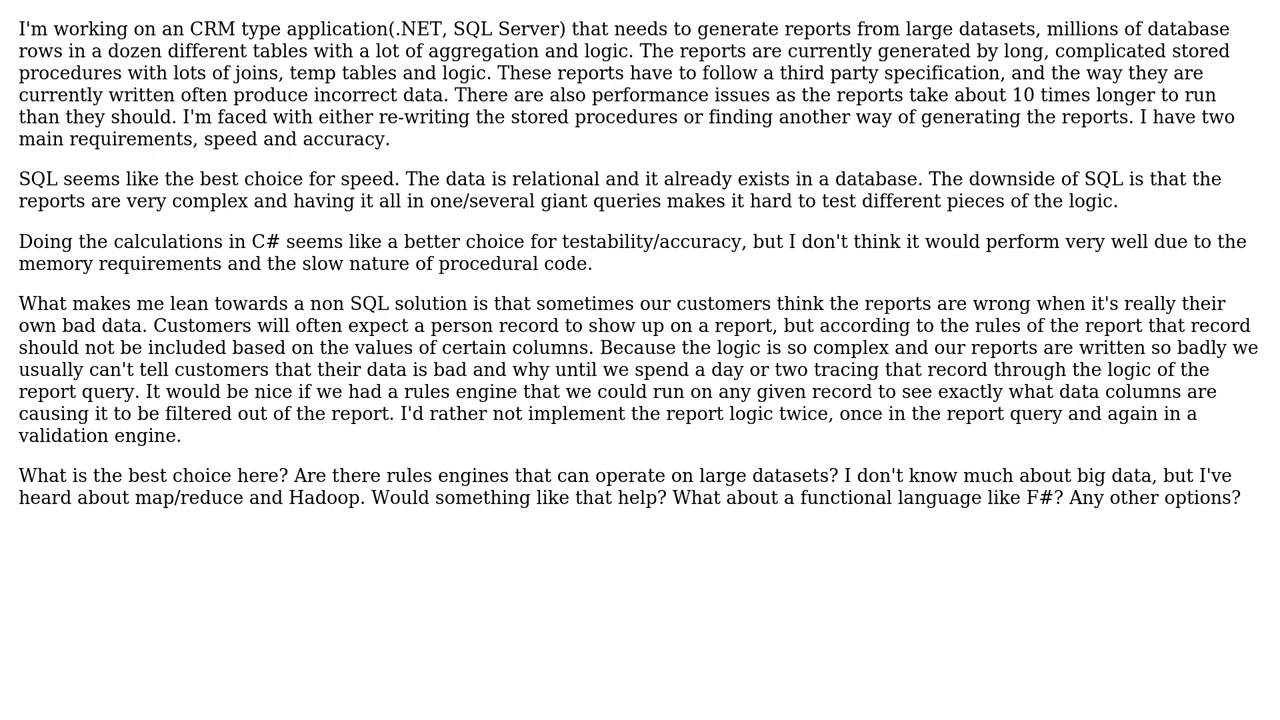 I'm working on an CRM type application(.NET, SQL Server) that needs to generate reports from large datasets, millions of database
rows in a dozen different tables with a lot of aggregation and logic. The reports are currently generated by long, complicated stored
procedures with lots of joins, temp tables and logic. These reports have to follow a third party specification, and the way they are
currently written often produce incorrect data. There are also performance issues as the reports take about 10 times longer to run
than they should. I'm faced with either re-writing the stored procedures or finding another way of generating the reports. I have two
main requirements, speed and accuracy.
SQL seems like the best choice for speed. The data is relational and it already exists in a database. The downside of SQL is that the
reports are very complex and having it all in one/several giant queries makes it hard to test different pieces of the logic.
Doing the calculations in C# seems like a better choice for testability/accuracy, but I don't think it would perform very well due to the
memory requirements and the slow nature of procedural code.
What makes me lean towards a non SQL solution is that sometimes our customers think the reports are wrong when it's really their
own bad data. Customers will often expect a person record to show up on a report, but according to the rules of the report that record
should not be included based on the values of certain columns. Because the logic is so complex and our reports are written so badly we
usually can't tell customers that their data is bad and why until we spend a day or two tracing that record through the logic of the
report query. It would be nice if we had a rules engine that we could run on any given record to see exactly what data columns are
causing it to be filtered out of the report. I'd rather not implement the report logic twice, once in the report query and again in a
validation engine.
What is the best choice here? Are there rules engines that can operate on large datasets? I don't know much about big data, but I've
heard about map/reduce and Hadoop. Would something like that help? What about a functional language like F#? Any other options?